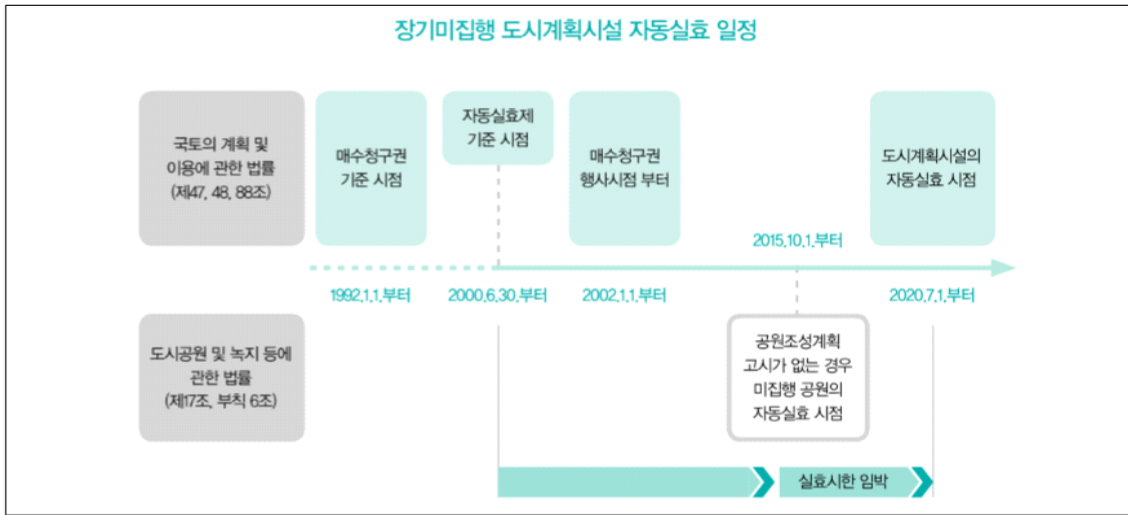 장기미집행 도시계획시설 자동실효 일정
국토의 계획 및
이용에 관한 법률
(제47, 48, 88조)
매수청구권
기준 시점
자동실효제
기준 시점
매수청구권
행사시점 부터
도시계획시설의
자동실효 시점
2015.10.1.부터
1992.1.1.부터
2000.6.30.부터
2002.1.1.부터
2020.7.1.부터
도시공원 및 녹지 등에
관한 법률
(제17조, 부칙 6조)
공원조성계획
고시가 없는 경우
미집행 공원의
자동실효 시점
실효시한 임박